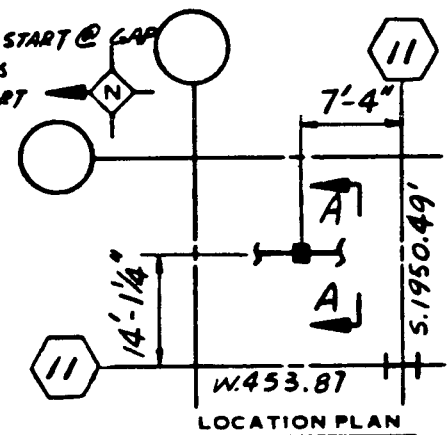 START @ GAP
S
RT
N
11
7'-4"
A
S.1950.49'
14'-1¼"
A
11
W.453.87
LOCATION PLAN